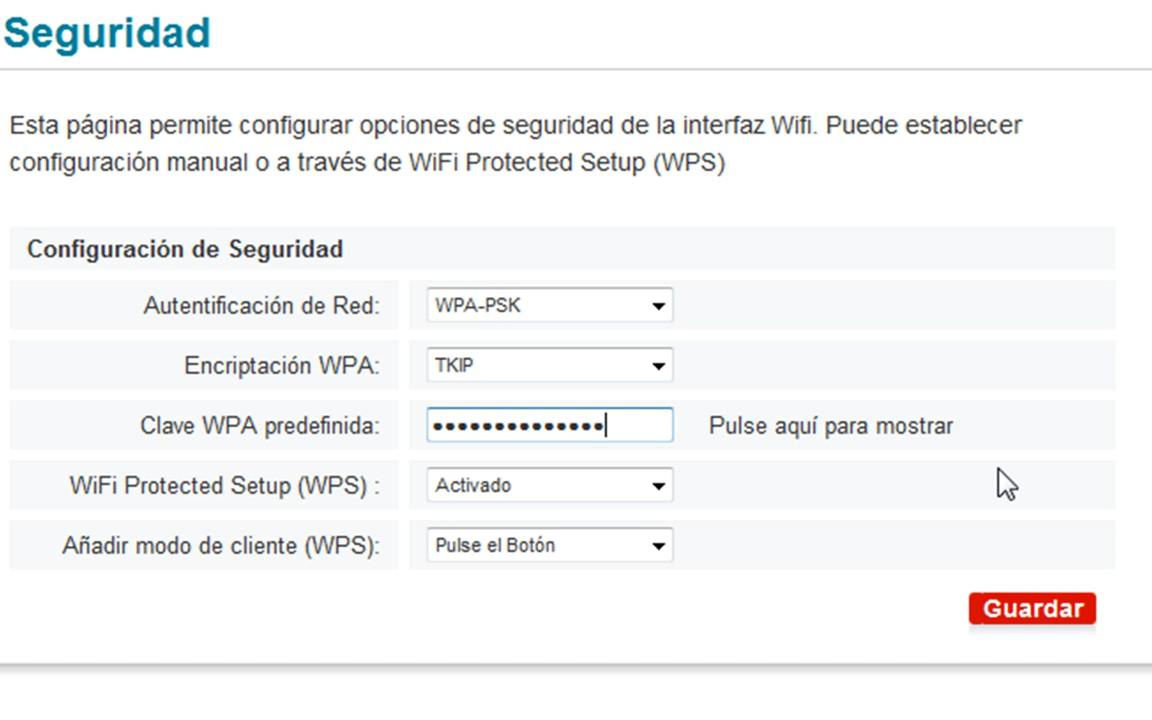 Seguridad
Esta página permite configurar opciones de seguridad de la interfaz Wifi. Puede establecer
configuración manual o a través de WiFi Protected Setup (WPS)
Configuración de Seguridad
Autentificación de Red: WPA-PSK
Encriptación WPA: TKIP
Clave WPA predefinida: •••••••••••••• Pulse aquí para mostrar
WiFi Protected Setup (WPS) : Activado
Añadir modo de cliente (WPS): Pulse el Botón
Guardar